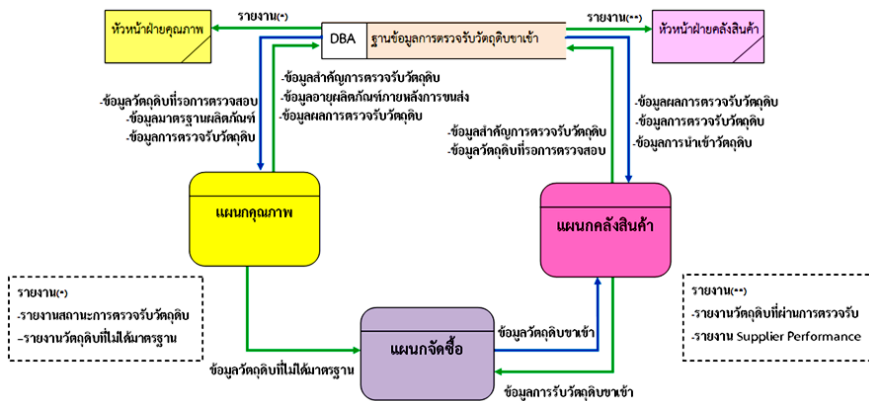 รายงาน(*)
รายงาน(**)
หัวหน้าฝ่ายคุณภาพ
DBA
ฐานข้อมูลการตรวจรับวัตถุดิบขาเข้า
หัวหน้าฝ่ายคลังสินค้า
-ข้อมูลวัตถุดิบที่รอการตรวจสอบ
-ข้อมูลมาตรฐานผลิตภัณฑ์
-ข้อมูลการตรวจรับวัตถุดิบ
-ข้อมูลสำคัญการตรวจรับวัตถุดิบ
-ข้อมูลอายุผลิตภัณฑ์ภายหลังการขนส่ง
-ข้อมูลผลการตรวจรับวัตถุดิบ
-ข้อมูลสำคัญการตรวจรับวัตถุดิบ
-ข้อมูลวัตถุดิบที่รอการตรวจสอบ
-ข้อมูลผลการตรวจรับวัตถุดิบ
-ข้อมูลการตรวจรับวัตถุดิบ
-ข้อมูลการนำเข้าวัตถุดิบ
แผนกคุณภาพ
แผนกคลังสินค้า
รายงาน(*)
-รายงานสถานะการตรวจรับวัตถุดิบ
-รายงานวัตถุดิบที่ไม่ได้มาตรฐาน
รายงาน(**)
-รายงานวัตถุดิบที่ผ่านการตรวจรับ
-รายงาน Supplier Performance
แผนกจัดซื้อ
ข้อมูลวัตถุดิบขาเข้า
ข้อมูลวัตถุดิบที่ไม่ได้มาตรฐาน
ข้อมูลการรับวัตถุดิบขาเข้า